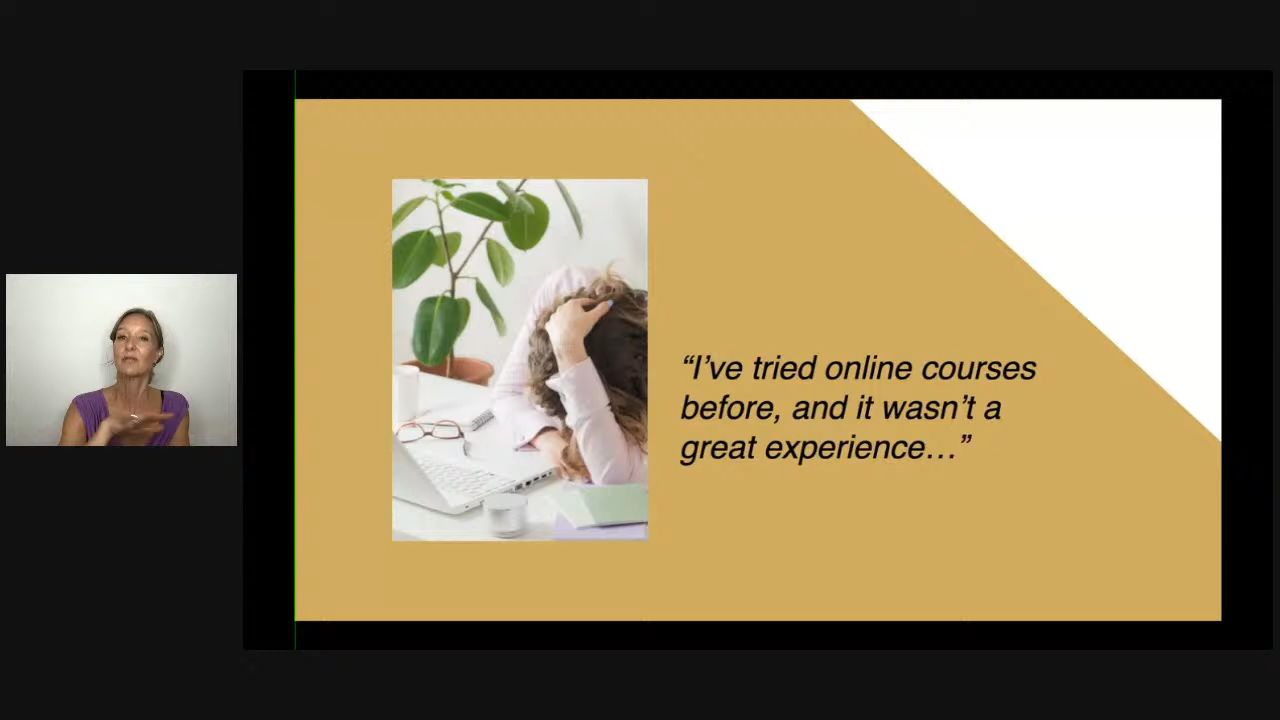 “I’ve tried online courses
before, and it wasn’t a
great experience…”